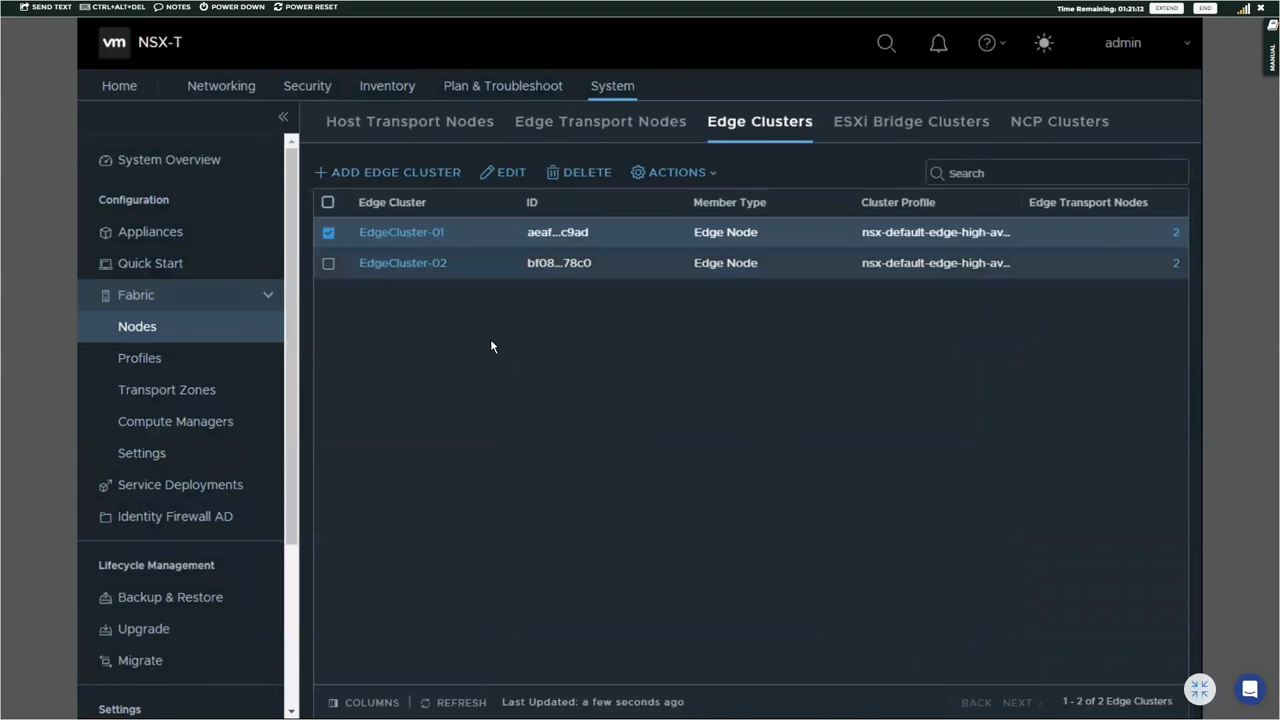 SEND TEXT CTRL+ALT+DEL NOTES POWER DOWN POWER RESET Time Remaining: 01:21:12 EXTEND END
MANUAL
vm NSX-T admin
Home Networking Security Inventory Plan & Troubleshoot System
Host Transport Nodes Edge Transport Nodes Edge Clusters ESXi Bridge Clusters NCP Clusters
System Overview
Configuration
Appliances
Quick Start
Fabric
Nodes
Profiles
Transport Zones
Compute Managers
Settings
Service Deployments
Identity Firewall AD
Lifecycle Management
Backup & Restore
Upgrade
Migrate
Settings
+ ADD EDGE CLUSTER EDIT DELETE ACTIONS Search
Edge Cluster ID Member Type Cluster Profile Edge Transport Nodes
EdgeCluster-01 aeaf...c9ad Edge Node nsx-default-edge-high-av... 2
EdgeCluster-02 bf08...78c0 Edge Node nsx-default-edge-high-av... 2
COLUMNS REFRESH Last Updated: a few seconds ago BACK NEXT 1 - 2 of 2 Edge Clusters